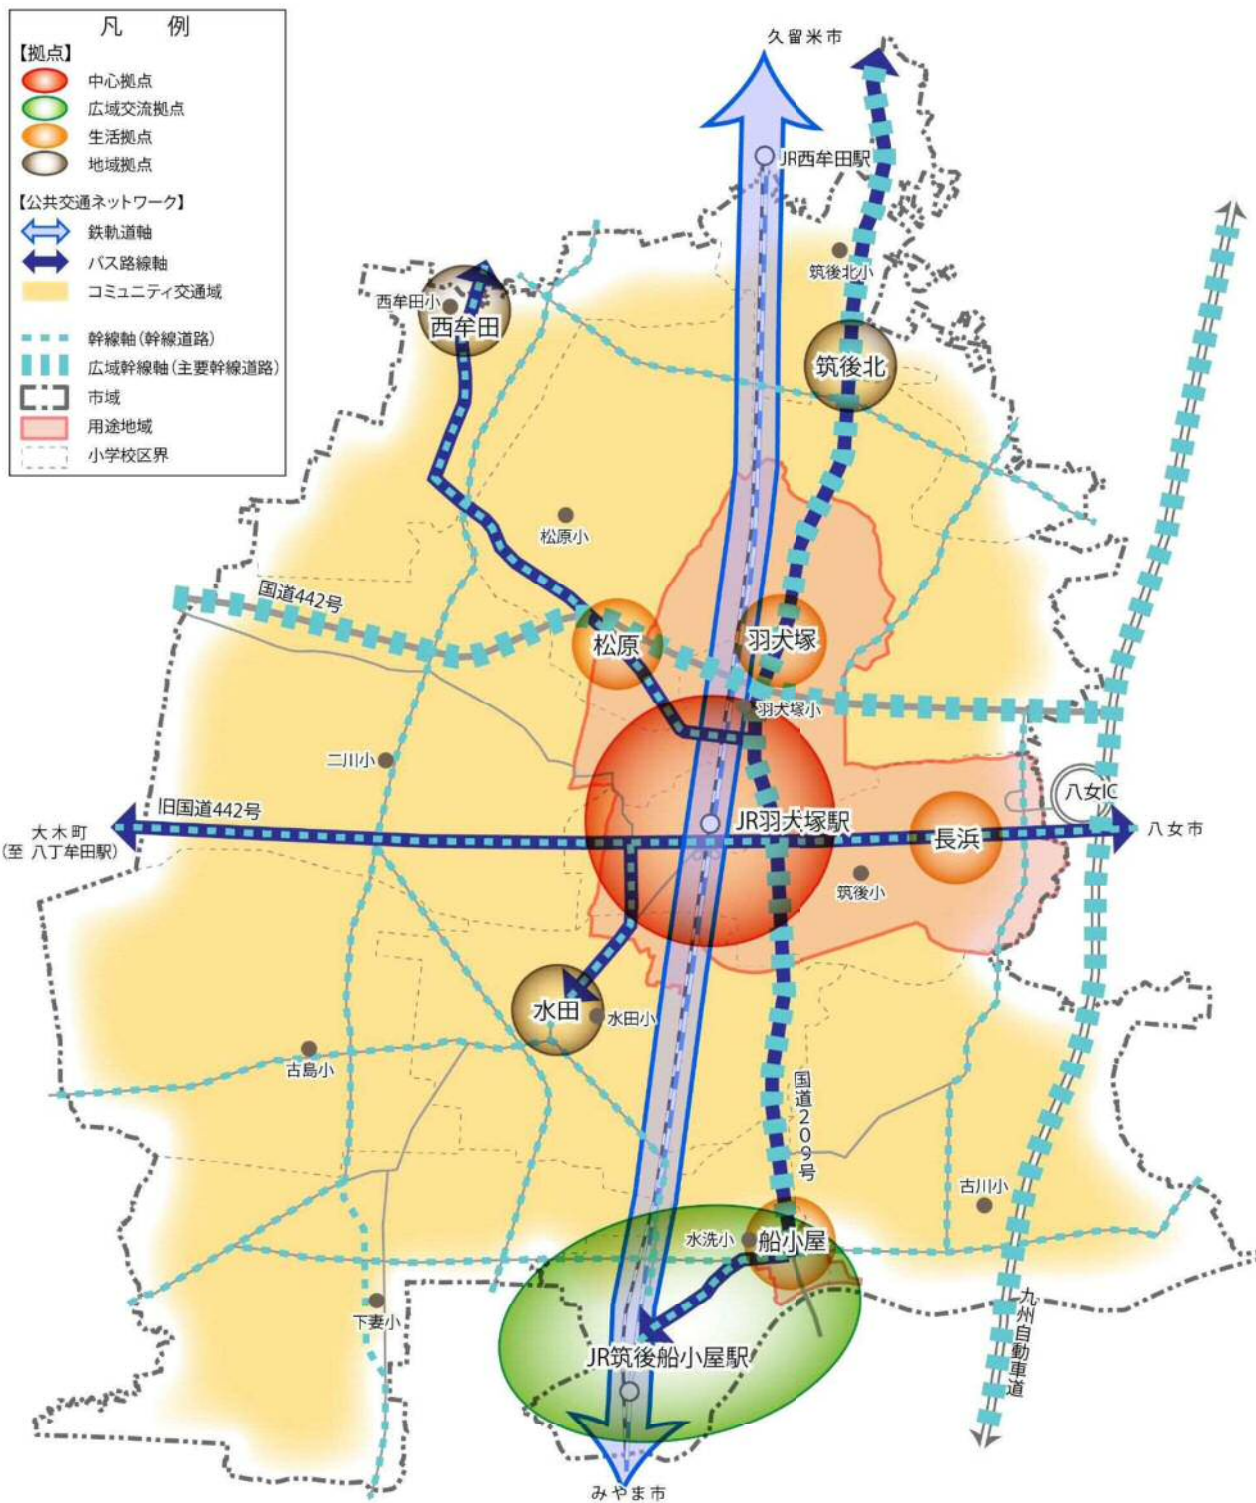 凡 例
【拠点】
中心拠点
広域交流拠点
生活拠点
地域拠点
【公共交通ネットワーク】
鉄軌道軸
バス路線軸
コミュニティ交通域
幹線軸(幹線道路)
広域幹線軸(主要幹線道路)
市域
用途地域
小学校区界
久留米市
JR西牟田駅
筑後北小
西牟田小
西牟田
筑後北
松原小
国道442号
松原
羽犬塚
羽犬塚小
二川小
八女IC
旧国道442号
JR羽犬塚駅
大木町
(至 八丁牟田駅)
長浜
八女市
筑後小
水田
水田小
古島小
国道209号
古川小
水洗小
船小屋
下妻小
九州自動車道
JR筑後船小屋駅
みやま市